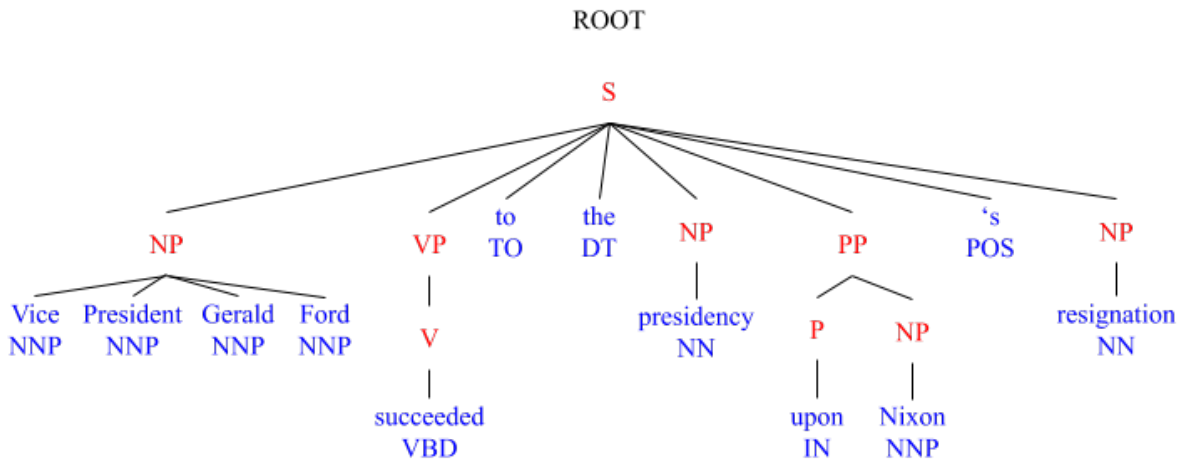 ROOT
S
to the 's
NP VP TO DT NP PP POS NP
Vice President Gerald Ford presidency resignation
NNP NNP NNP NNP V NN P NP NN
succeeded upon Nixon
VBD IN NNP